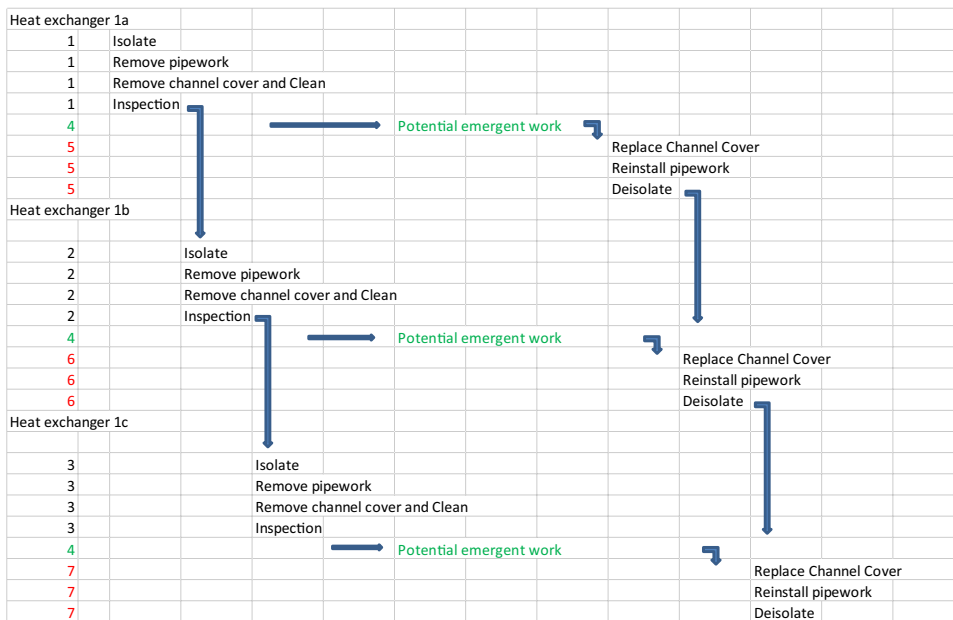 Heat exchanger 1a
1 Isolate
1 Remove pipework
1 Remove channel cover and Clean
1 Inspection
4 Potential emergent work
5 Replace Channel Cover
5 Reinstall pipework
5 Deisolate
Heat exchanger 1b
2 Isolate
2 Remove pipework
2 Remove channel cover and Clean
2 Inspection
4 Potential emergent work
6 Replace Channel Cover
6 Reinstall pipework
6 Deisolate
Heat exchanger 1c
3 Isolate
3 Remove pipework
3 Remove channel cover and Clean
3 Inspection
4 Potential emergent work
7 Replace Channel Cover
7 Reinstall pipework
7 Deisolate